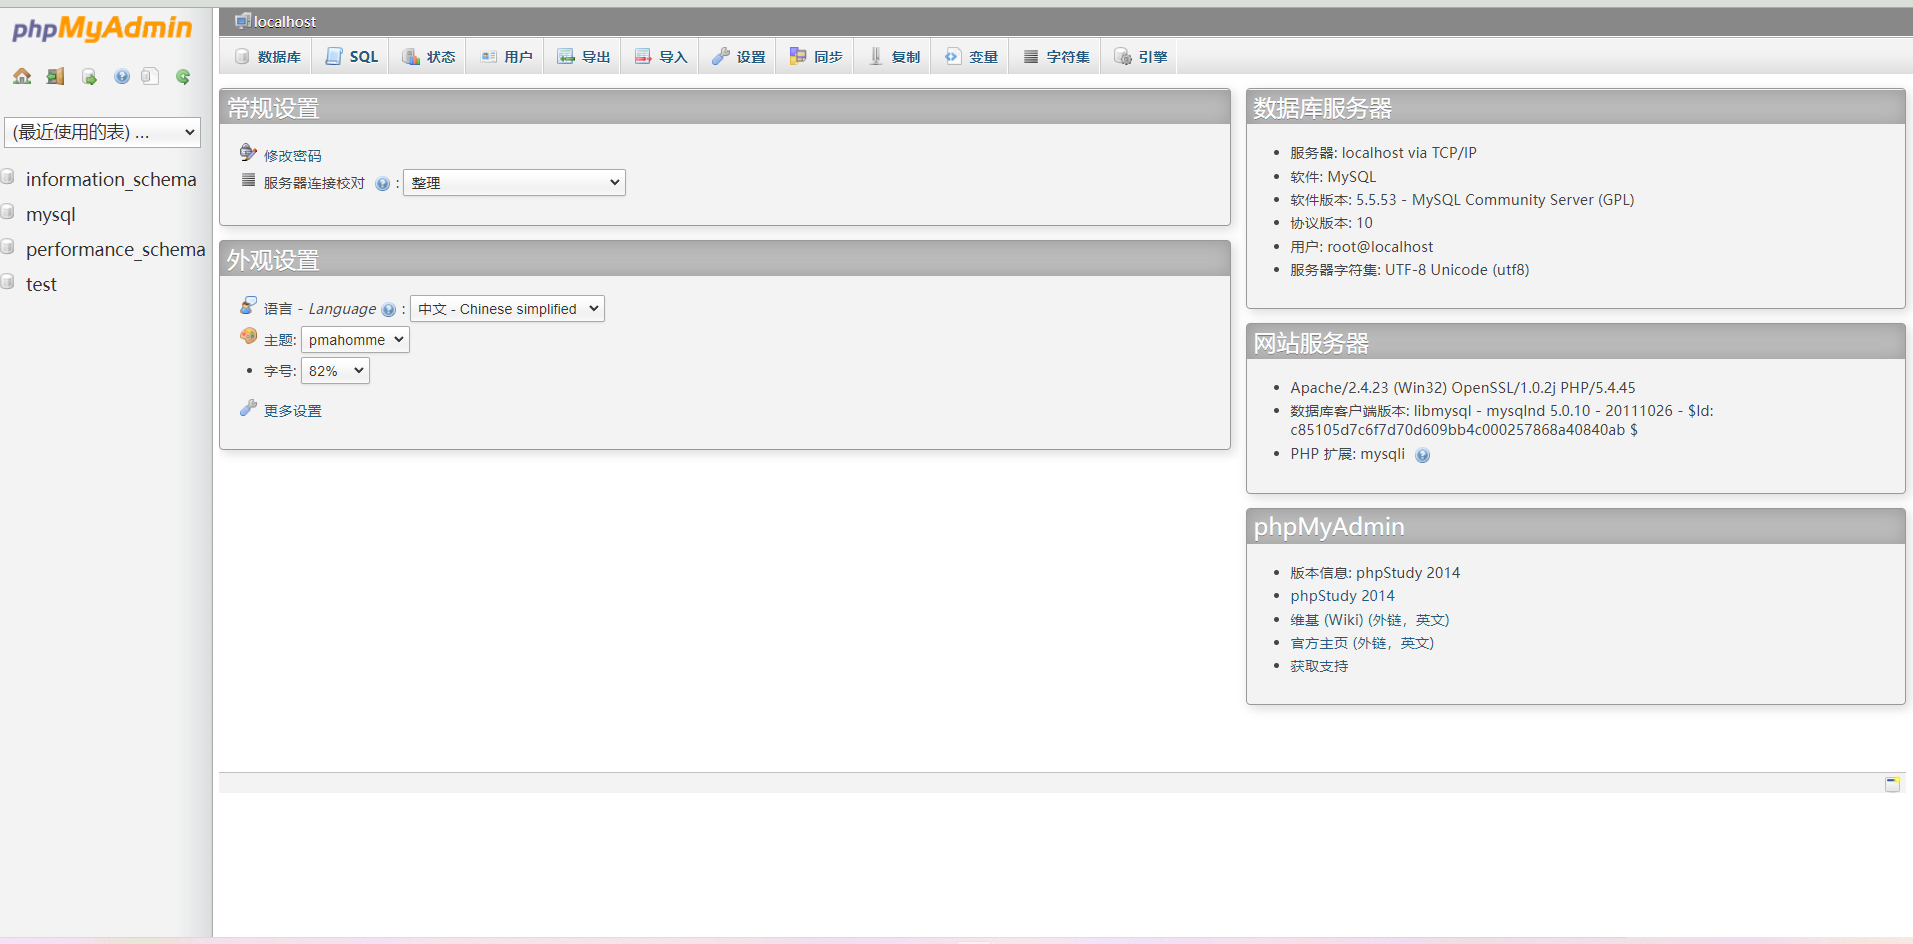 phpMyAdmin
(最近使用的表) ...
information_schema
mysql
performance_schema
test
localhost
数据库 SQL 状态 用户 导出 导入 设置 同步 复制 变量 字符集 引擎
常规设置
修改密码
服务器连接校对 : 整理
外观设置
语言 - Language : 中文 - Chinese simplified
主题: pmahomme
字号: 82%
更多设置
数据库服务器
服务器: localhost via TCP/IP
软件: MySQL
软件版本: 5.5.53 - MySQL Community Server (GPL)
协议版本: 10
用户: root@localhost
服务器字符集: UTF-8 Unicode (utf8)
网站服务器
Apache/2.4.23 (Win32) OpenSSL/1.0.2j PHP/5.4.45
数据库客户端版本: libmysql - mysqlnd 5.0.10 - 20111026 - $Id:
c85105d7c6f7d70d609bb4c000257868a40840ab $
PHP 扩展: mysqli
phpMyAdmin
版本信息: phpStudy 2014
phpStudy 2014
维基 (Wiki) (外链，英文)
官方主页 (外链，英文)
获取支持